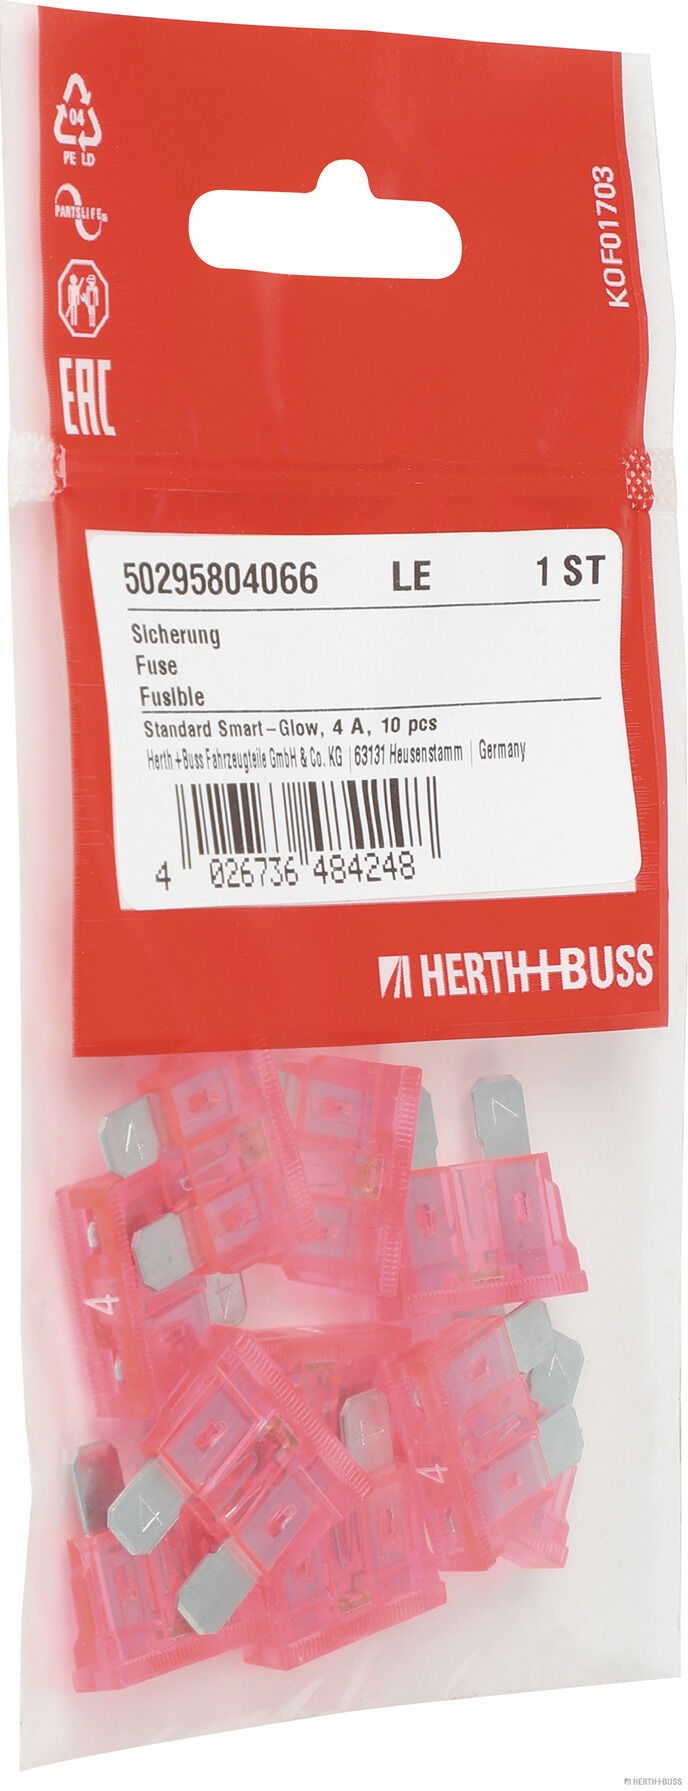 04
PE LD
PARTSLIFE
EAC
KOF01703
50295804066 LE 1 ST
Sicherung
Fuse
Fusible
Standard Smart-Glow, 4 A, 10 pcs
Herth+Buss Fahrzeugteile GmbH & Co. KG | 63131 Heusenstamm | Germany
4 026736 484248
HERTH+BUSS
4
4
4
4
4
4
4
4
HERTH+BUSS